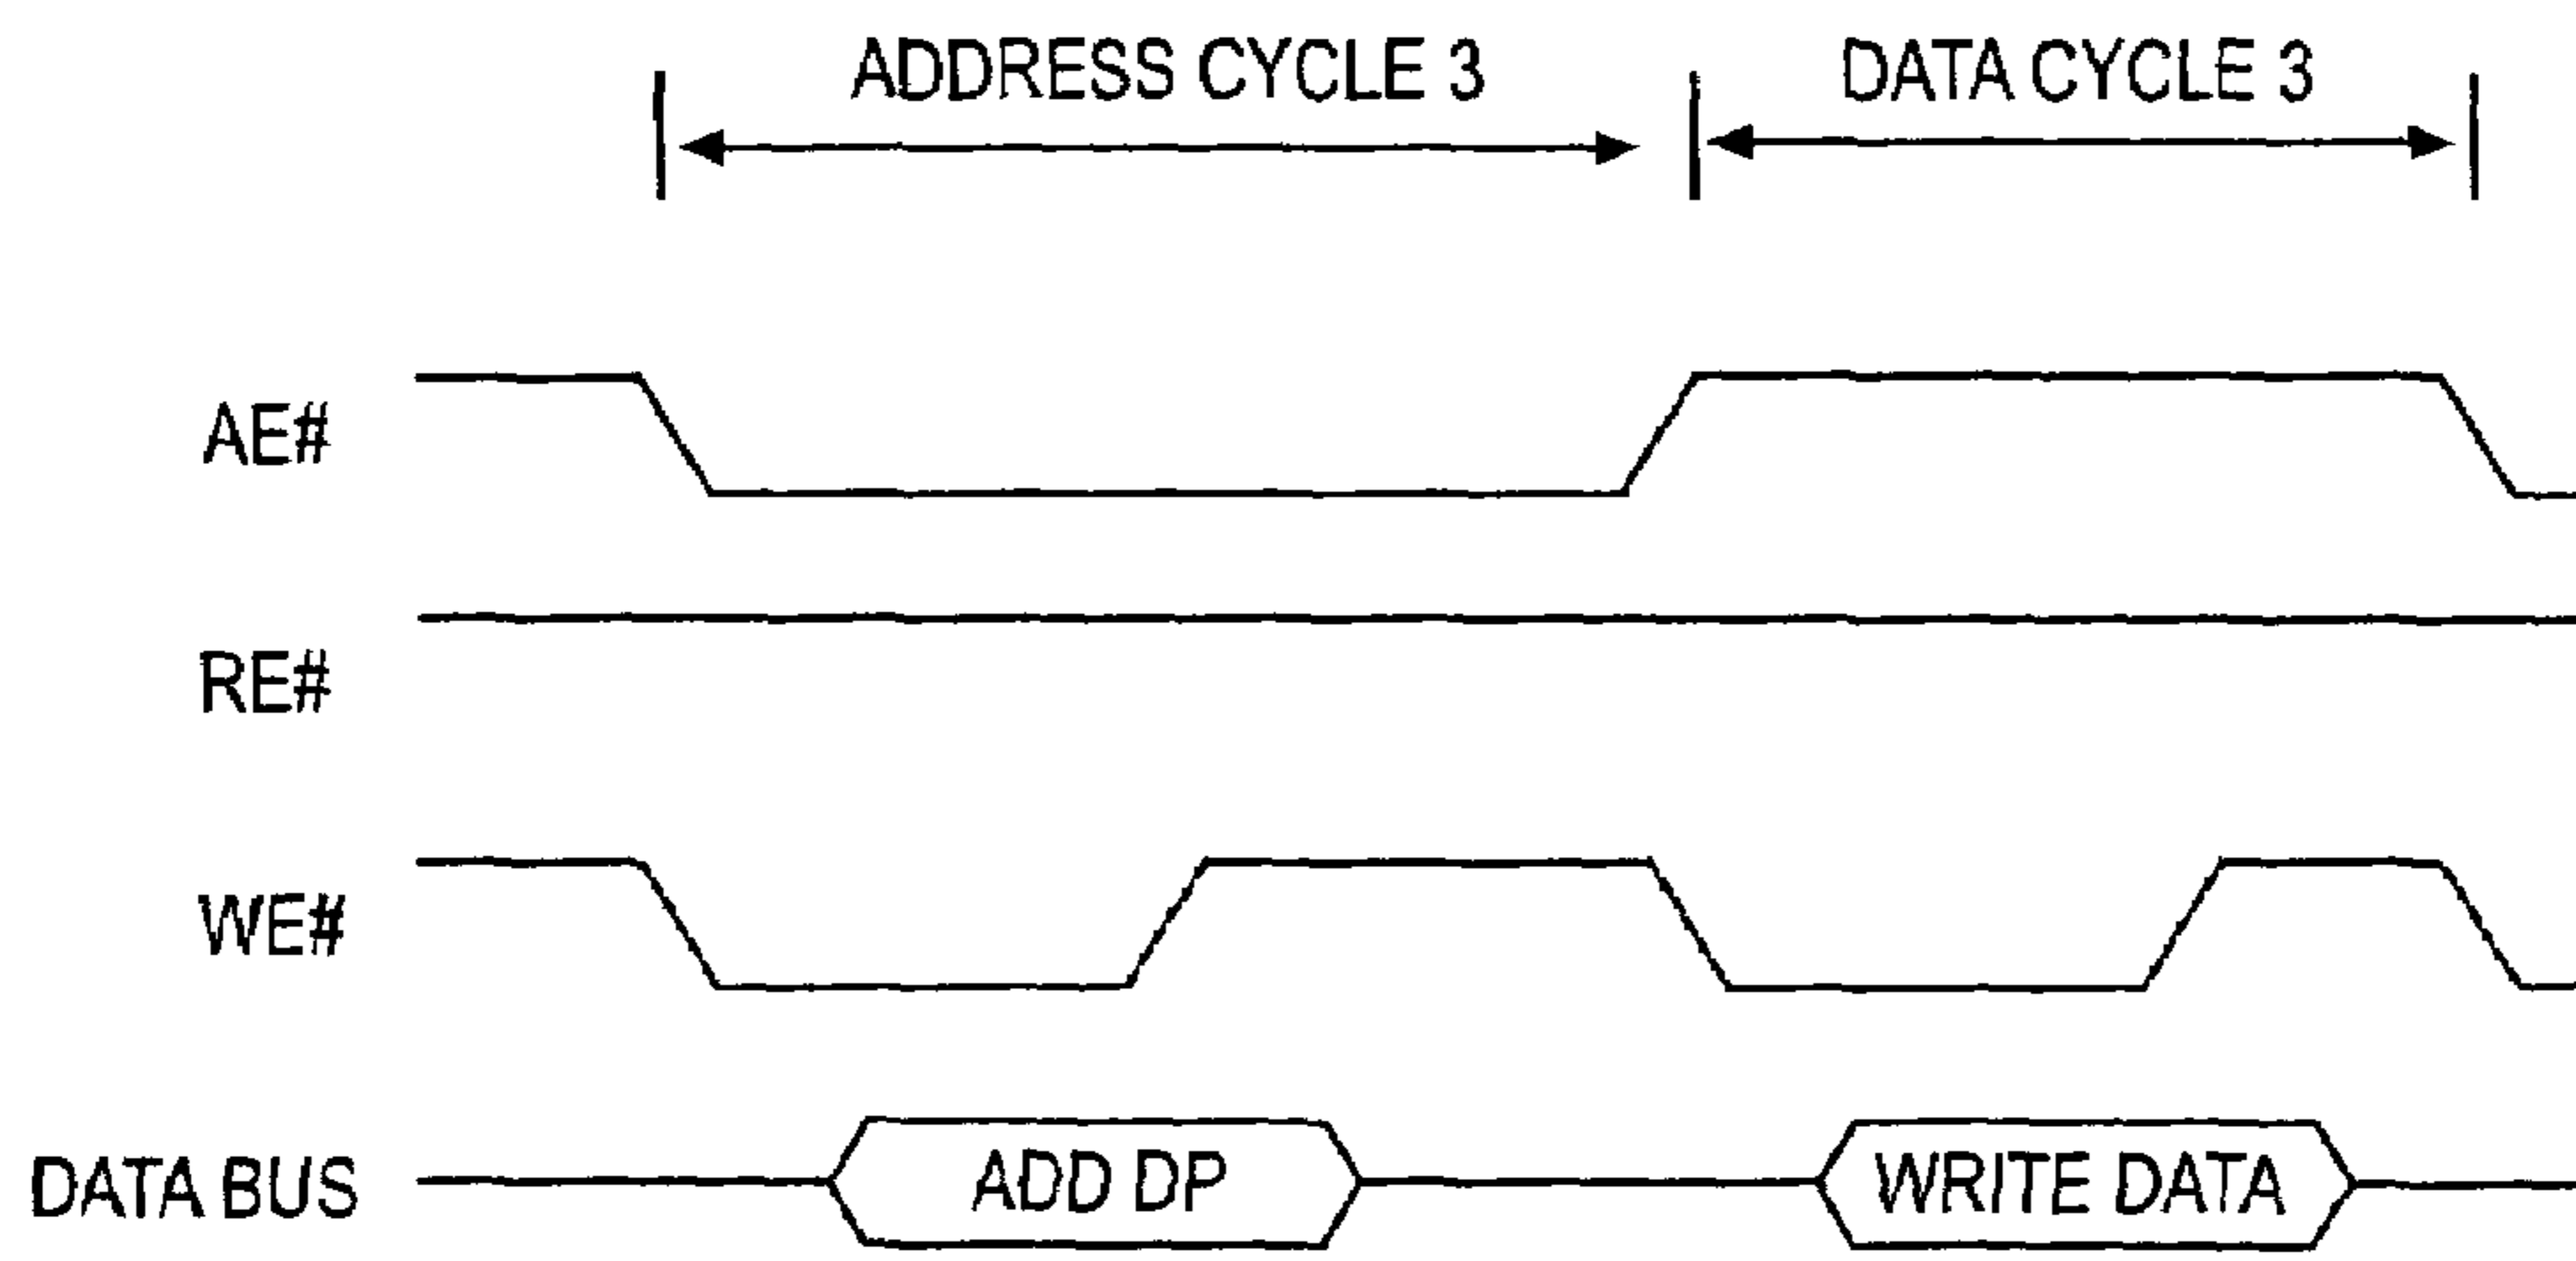 ADDRESS CYCLE 3
DATA CYCLE 3
AE#
RE#
WE#
DATA BUS
ADD DP
WRITE DATA